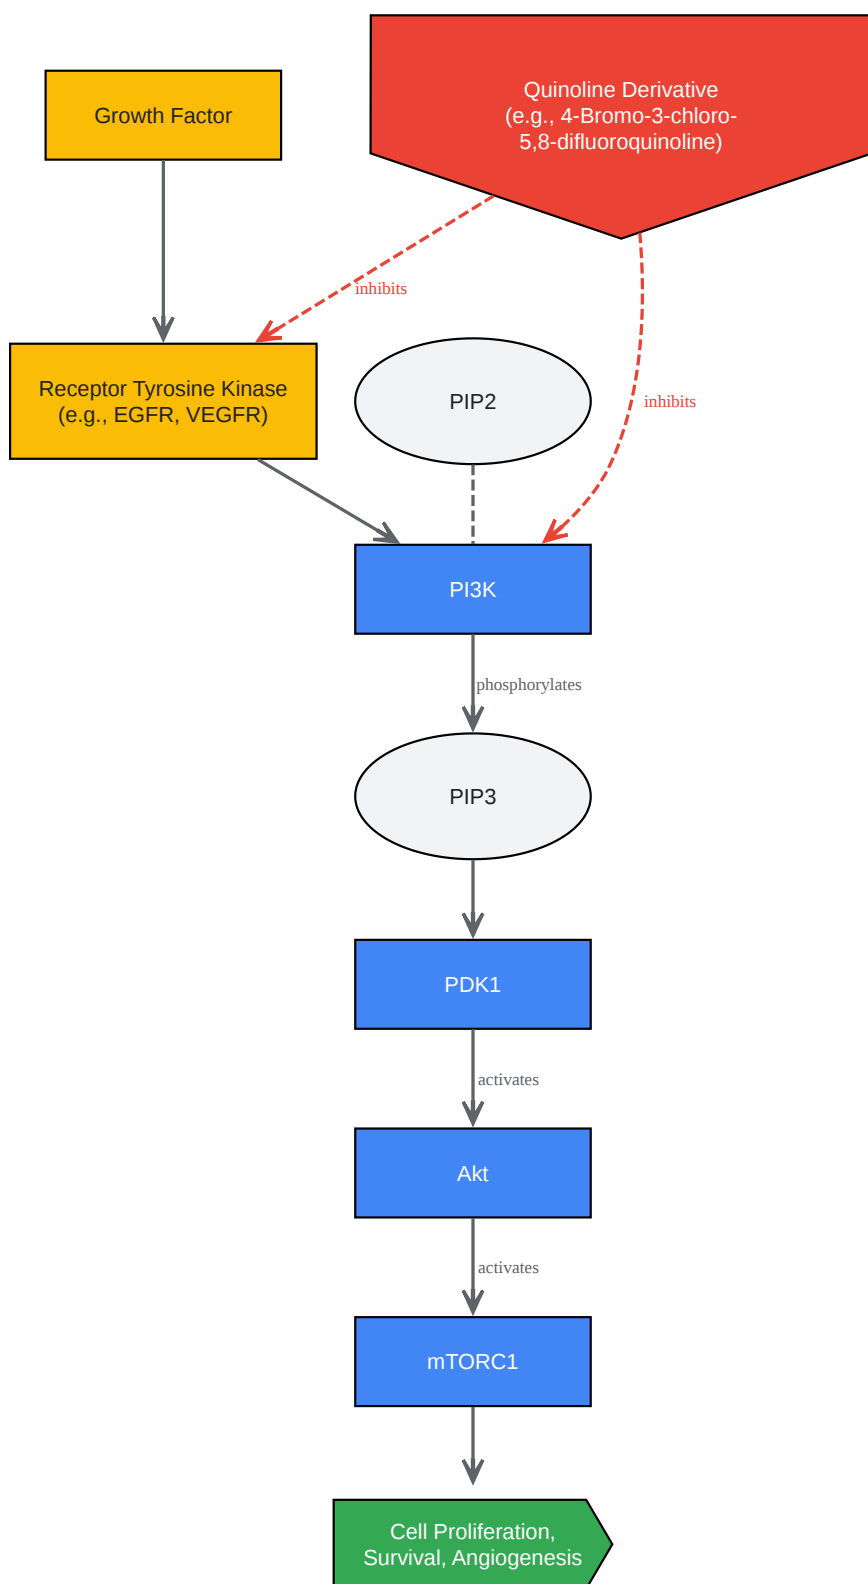 Growth Factor
Quinoline Derivative
(e.g., 4-Bromo-3-chloro-
5,8-difluoroquinoline)
inhibits
Receptor Tyrosine Kinase
(e.g., EGFR, VEGFR)
PIP2
inhibits
PI3K
phosphorylates
PIP3
PDK1
activates
Akt
activates
mTORC1
Cell Proliferation,
Survival, Angiogenesis